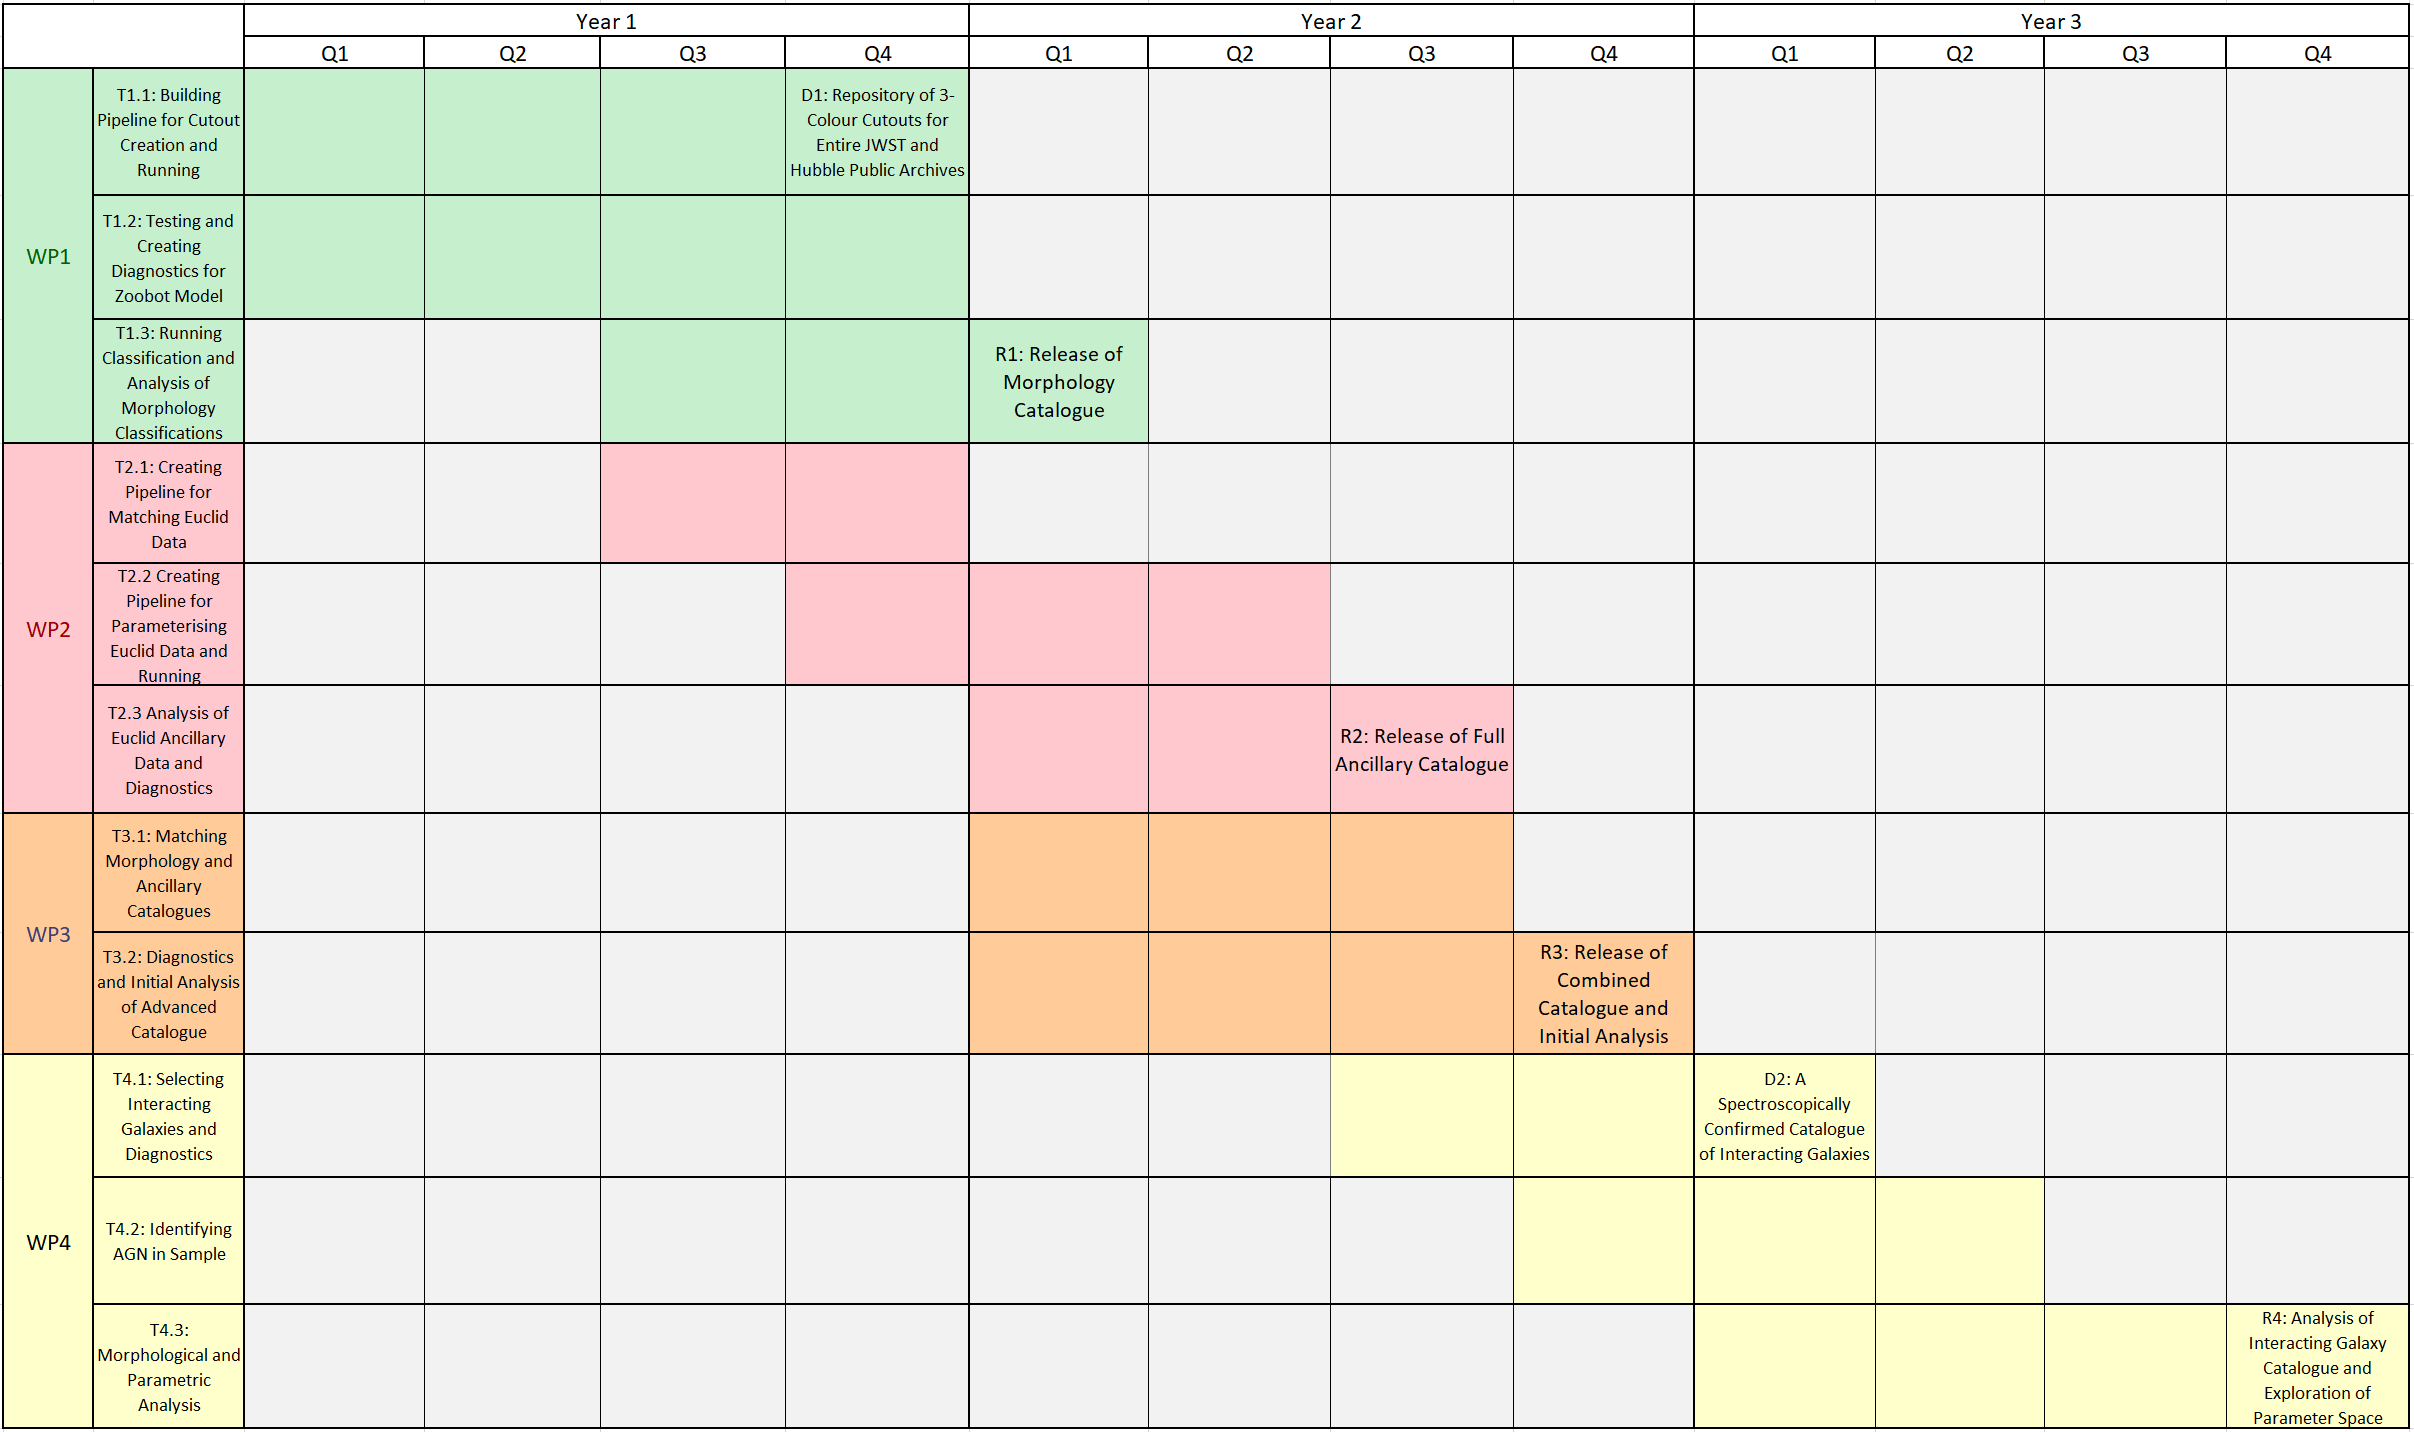 Year 1
Year 2
Year 3
Q1
Q2
Q3
Q4
Q1
Q2
Q3
Q4
Q1
Q2
Q3
Q4
WP1
T1.1: Building
Pipeline for Cutout
Creation and
Running
D1: Repository of 3-
Colour Cutouts for
Entire JWST and
Hubble Public Archives
T1.2: Testing and
Creating
Diagnostics for
Zoobot Model
T1.3: Running
Classification and
Analysis of
Morphology
Classifications
R1: Release of
Morphology
Catalogue
WP2
T2.1: Creating
Pipeline for
Matching Euclid
Data
T2.2 Creating
Pipeline for
Parameterising
Euclid Data and
Running
T2.3 Analysis of
Euclid Ancillary
Data and
Diagnostics
R2: Release of Full
Ancillary Catalogue
WP3
T3.1: Matching
Morphology and
Ancillary
Catalogues
T3.2: Diagnostics
and Initial Analysis
of Advanced
Catalogue
R3: Release of
Combined
Catalogue and
Initial Analysis
WP4
T4.1: Selecting
Interacting
Galaxies and
Diagnostics
D2: A
Spectroscopically
Confirmed Catalogue
of Interacting Galaxies
T4.2: Identifying
AGN in Sample
T4.3:
Morphological and
Parametric
Analysis
R4: Analysis of
Interacting Galaxy
Catalogue and
Exploration of
Parameter Space